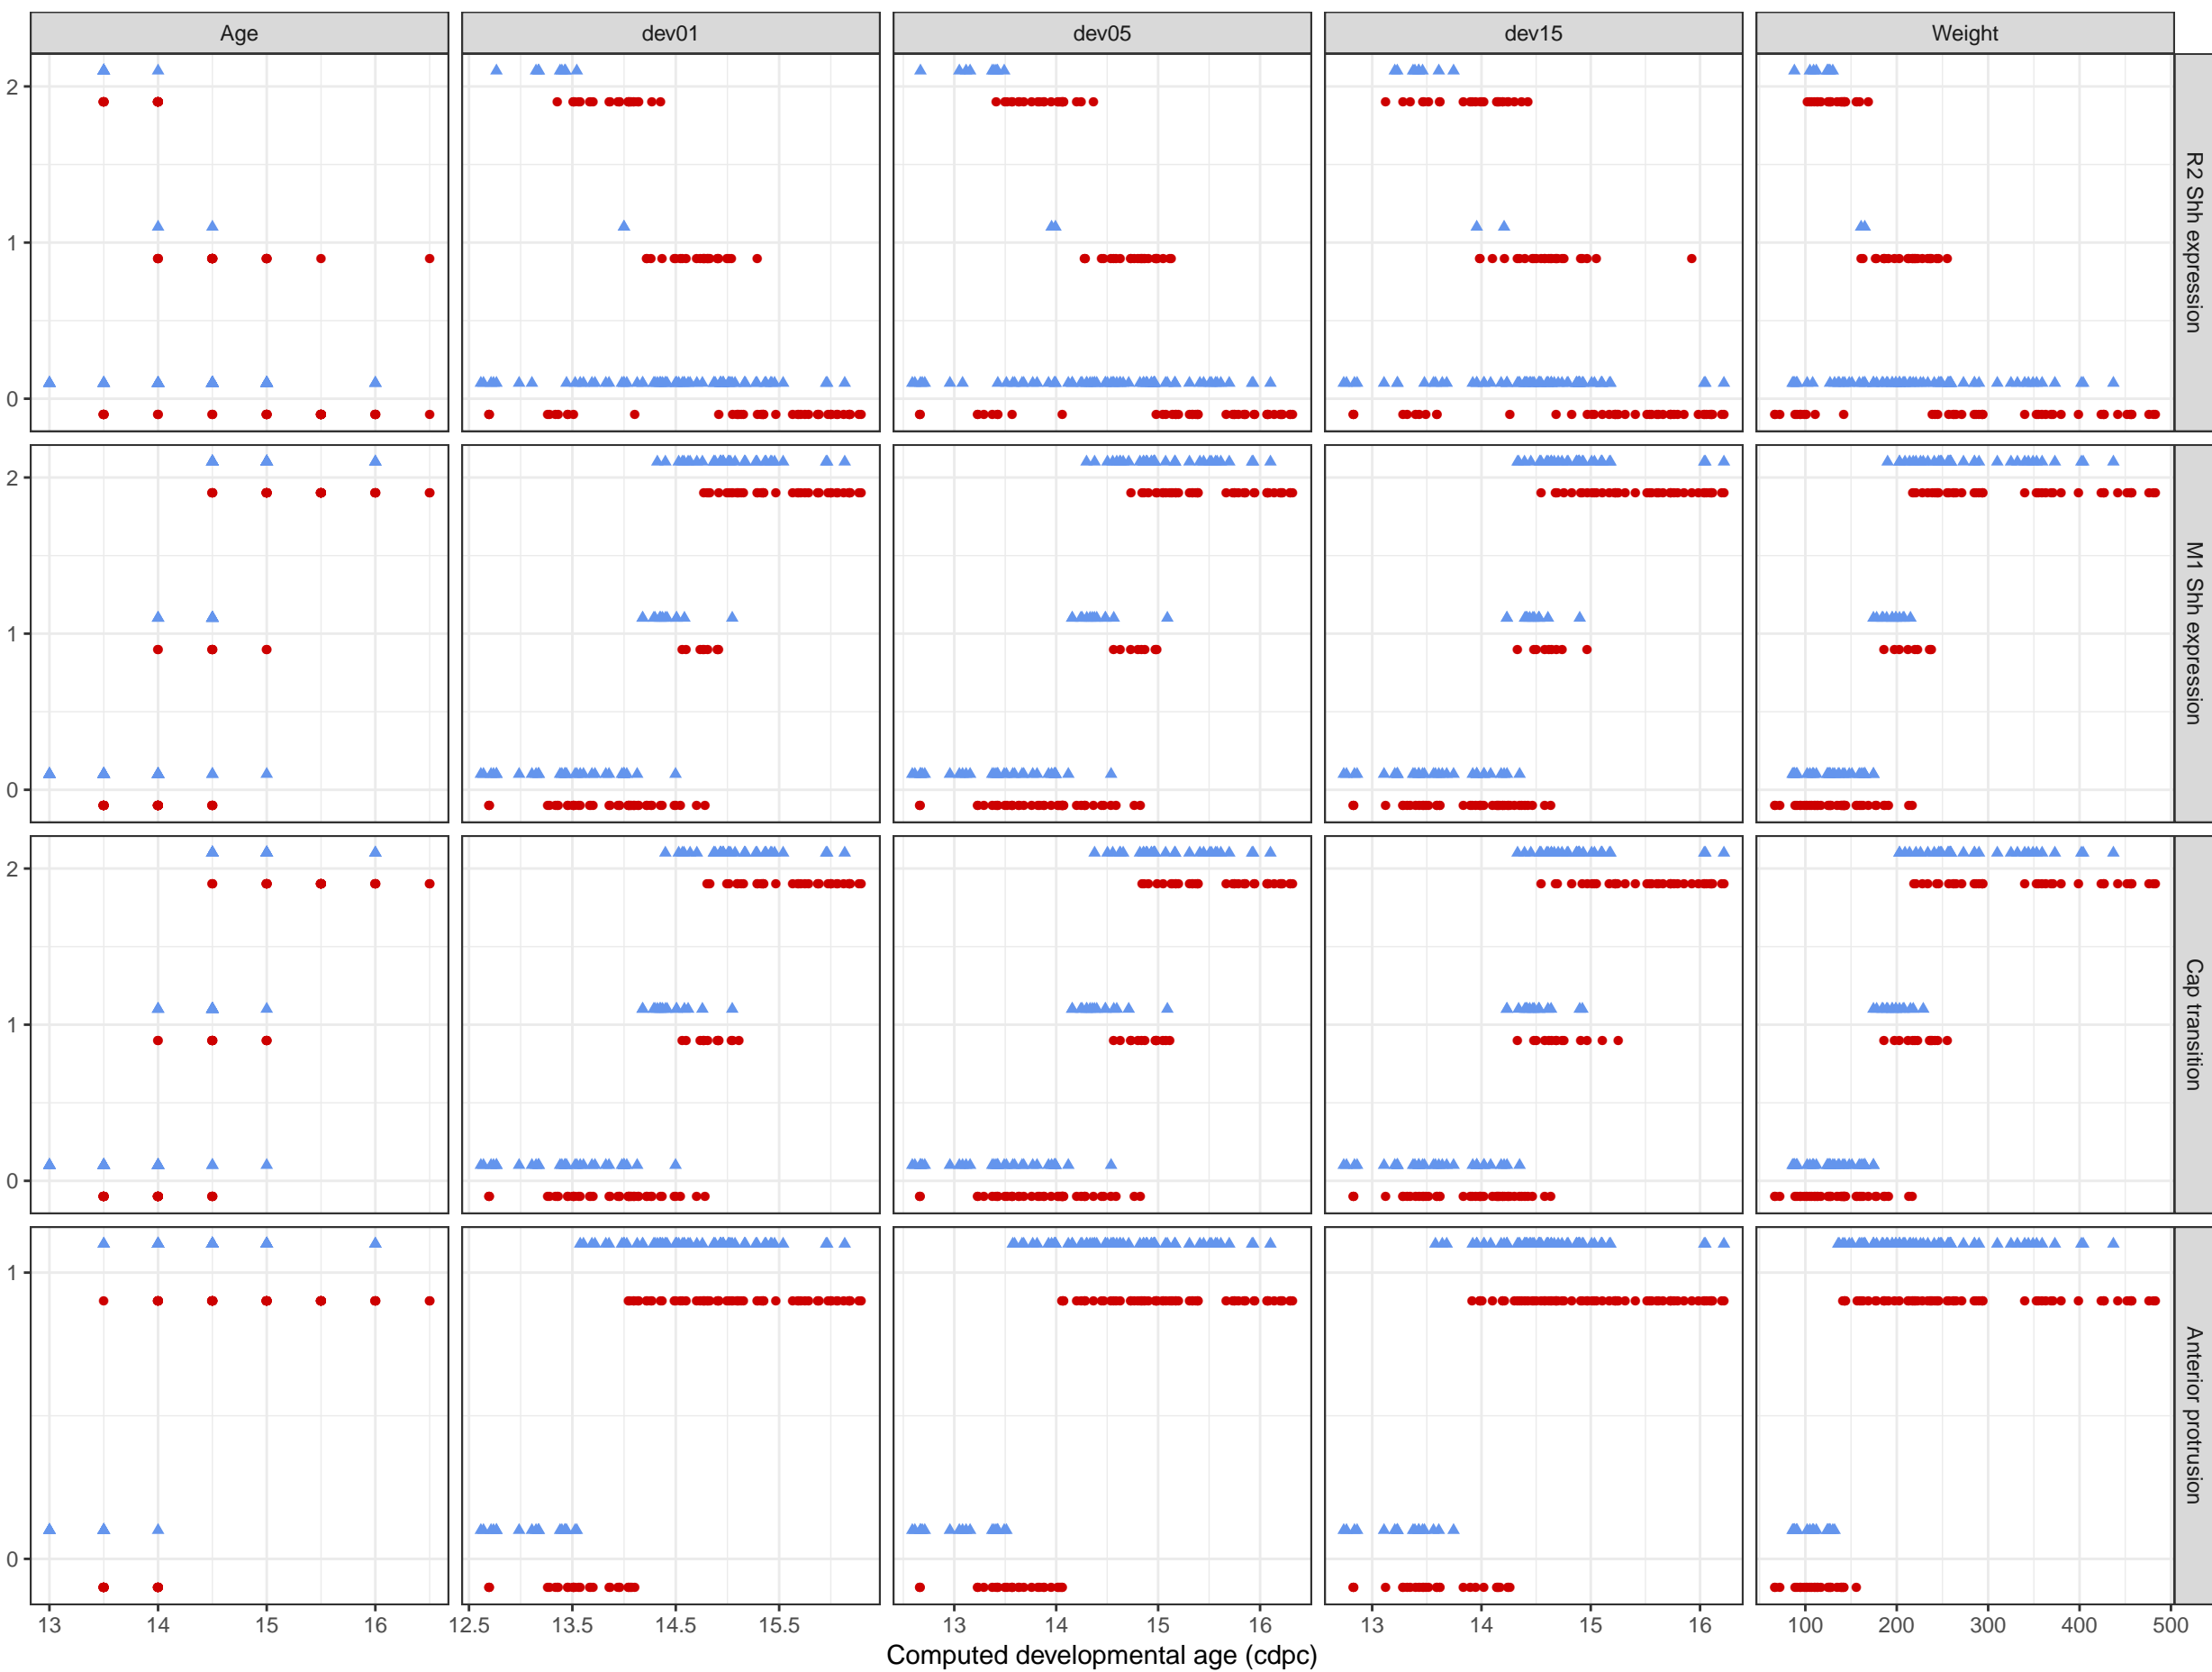 Age dev01 dev05 dev15 Weight
2
1
0
R2 Shh expression
2
1
0
M1 Shh expression
2
1
0
Cap transition
1
0
Anterior protrusion
13 14 15 16 12.5 13.5 14.5 15.5 13 14 15 16 13 14 15 16 100 200 300 400 500
Computed developmental age (cdpc)